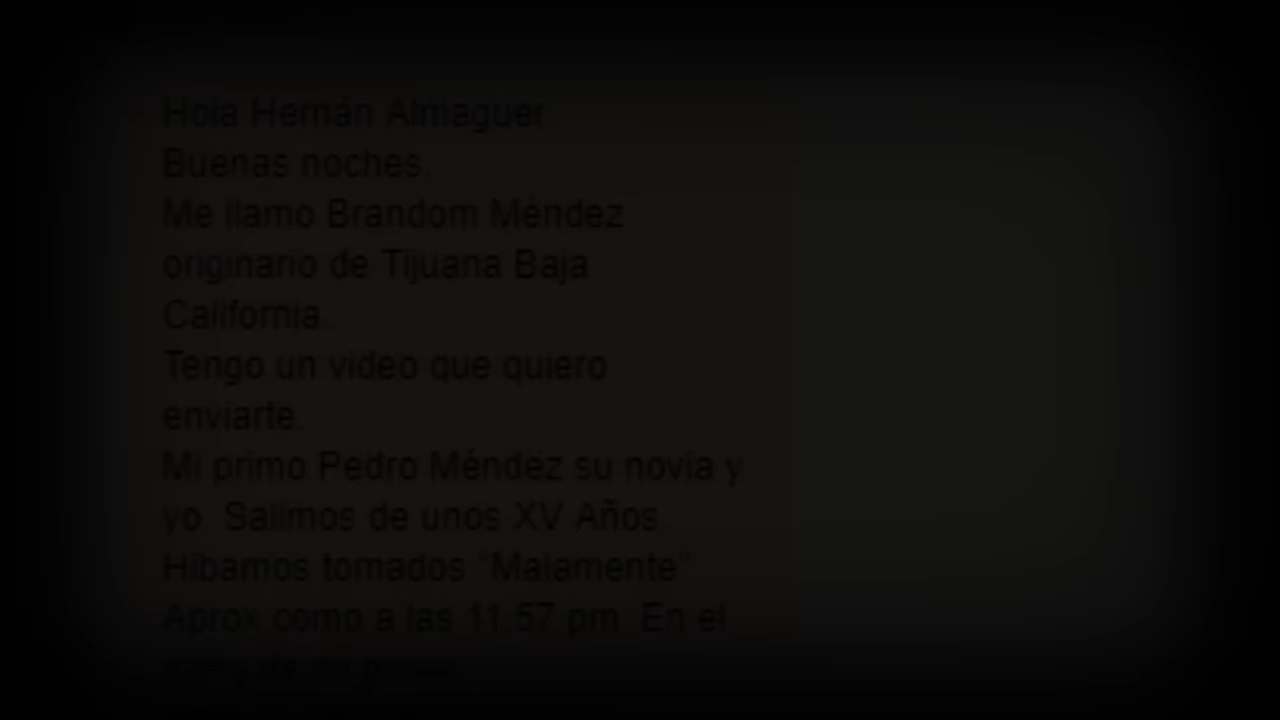 Hola Hernán Almaguer
Buenas noches.
Me llamo Brandom Méndez
originario de Tijuana Baja
California.
Tengo un video que quiero
enviarte.
Mi primo Pedro Méndez su novia y
yo. Salimos de unos XV Años.
Hibamos tomados "Malamente"
Aprox como a las 11:57 pm. En el